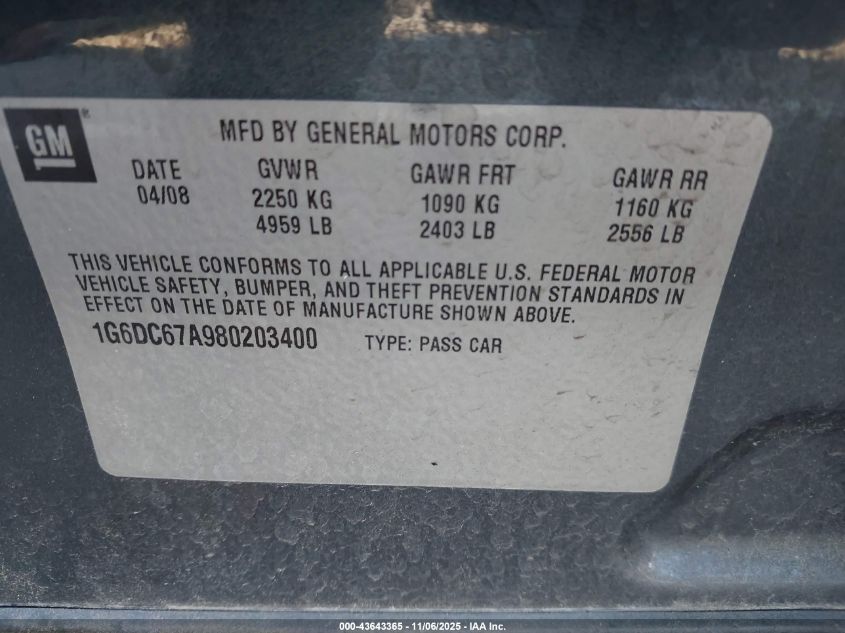 GM®
MFD BY GENERAL MOTORS CORP.
DATE GVWR GAWR FRT GAWR RR
04/08 2250 KG 1090 KG 1160 KG
4959 LB 2403 LB 2556 LB
THIS VEHICLE CONFORMS TO ALL APPLICABLE U.S. FEDERAL MOTOR
VEHICLE SAFETY, BUMPER, AND THEFT PREVENTION STANDARDS IN
EFFECT ON THE DATE OF MANUFACTURE SHOWN ABOVE.
1G6DC67A980203400 TYPE: PASS CAR
000-43643365 - 11/06/2025 - IAA Inc.